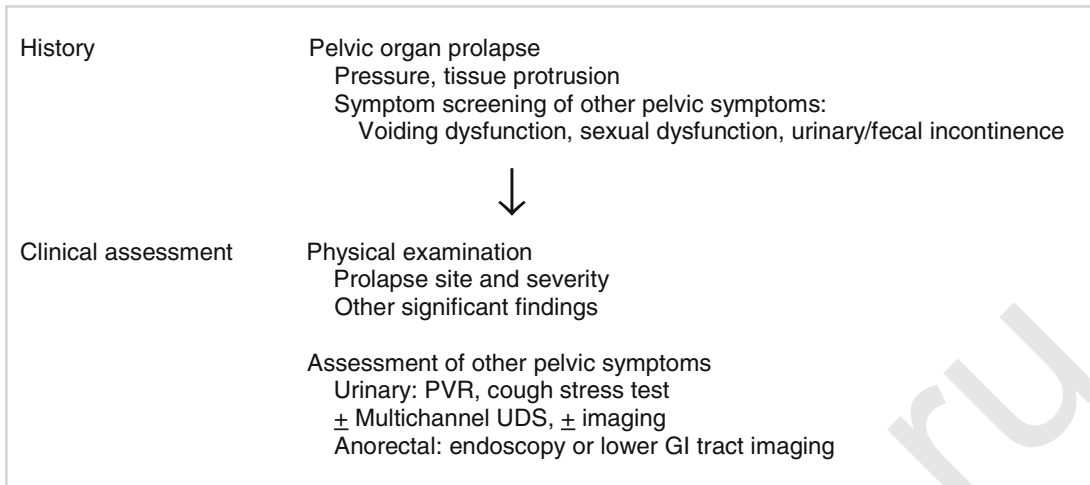 History Pelvic organ prolapse
Pressure, tissue protrusion
Symptom screening of other pelvic symptoms:
Voiding dysfunction, sexual dysfunction, urinary/fecal incontinence
Clinical assessment Physical examination
Prolapse site and severity
Other significant findings
Assessment of other pelvic symptoms
Urinary: PVR, cough stress test
± Multichannel UDS, ± imaging
Anorectal: endoscopy or lower GI tract imaging
ru